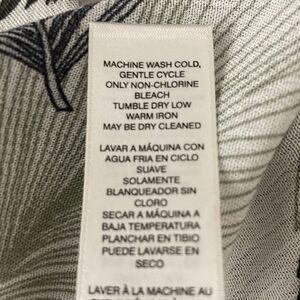 MACHINE WASH COLD,
GENTLE CYCLE
ONLY NON-CHLORINE
BLEACH
TUMBLE DRY LOW
WARM IRON
MAY BE DRY CLEANED
LAVAR A MÁQUINA CON
AGUA FRIA EN CICLO
SUAVE
SOLAMENTE
BLANQUEADOR SIN
CLORO
SECAR A MÁQUINA A
BAJA TEMPERATURA
PLANCHAR EN TIBIO
PUEDE LAVARSE EN
SECO
LAVER À LA MACHINE AU